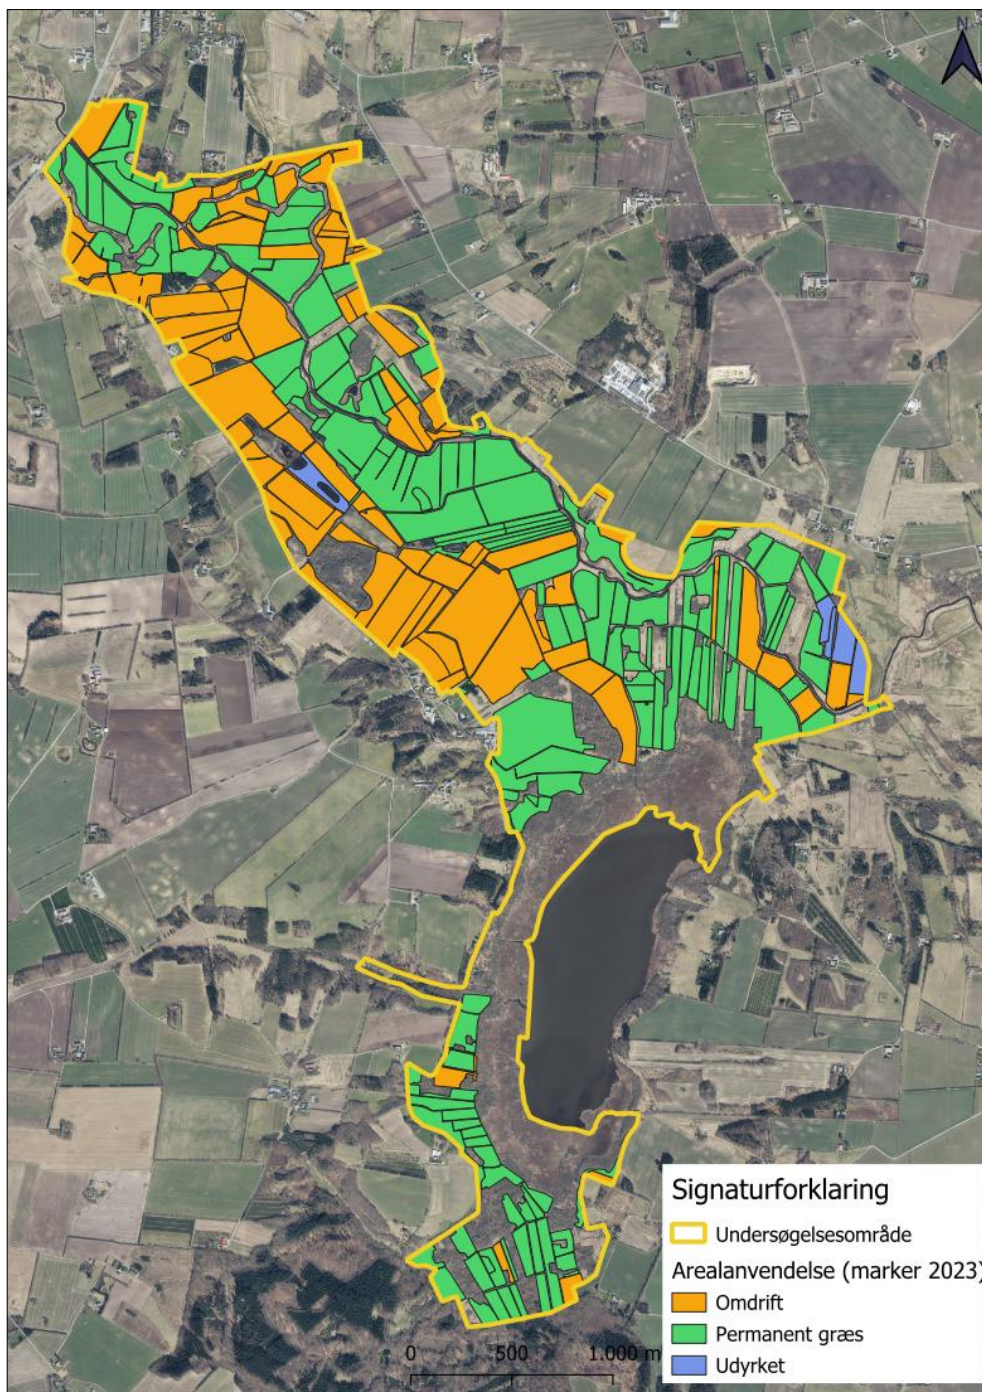 N
Signaturforklaring
Undersøgelsesområde
Arealanvendelse (marker 2023)
Omdrift
Permanent græs
Udyrket
0 500 1.000 m